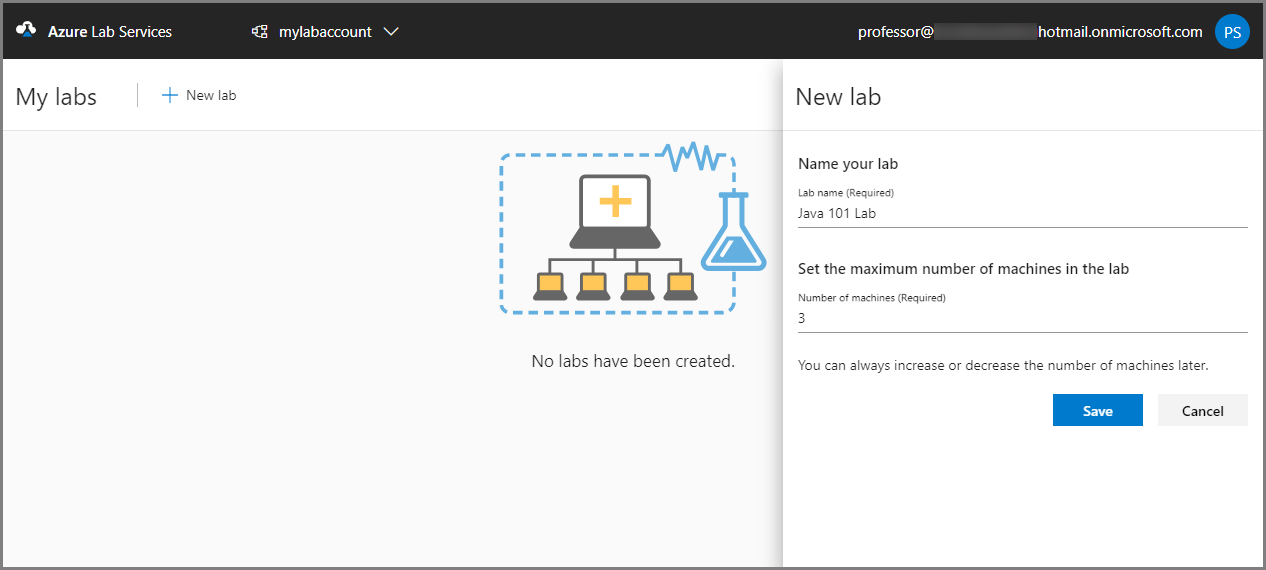 Azure Lab Services
mylabaccount
professor@
hotmail.onmicrosoft.com
PS
My labs
New lab
No labs have been created.
New lab
Name your lab
Lab name (Required)
Java 101 Lab
Set the maximum number of machines in the lab
Number of machines (Required)
3
You can always increase or decrease the number of machines later.
Save
Cancel